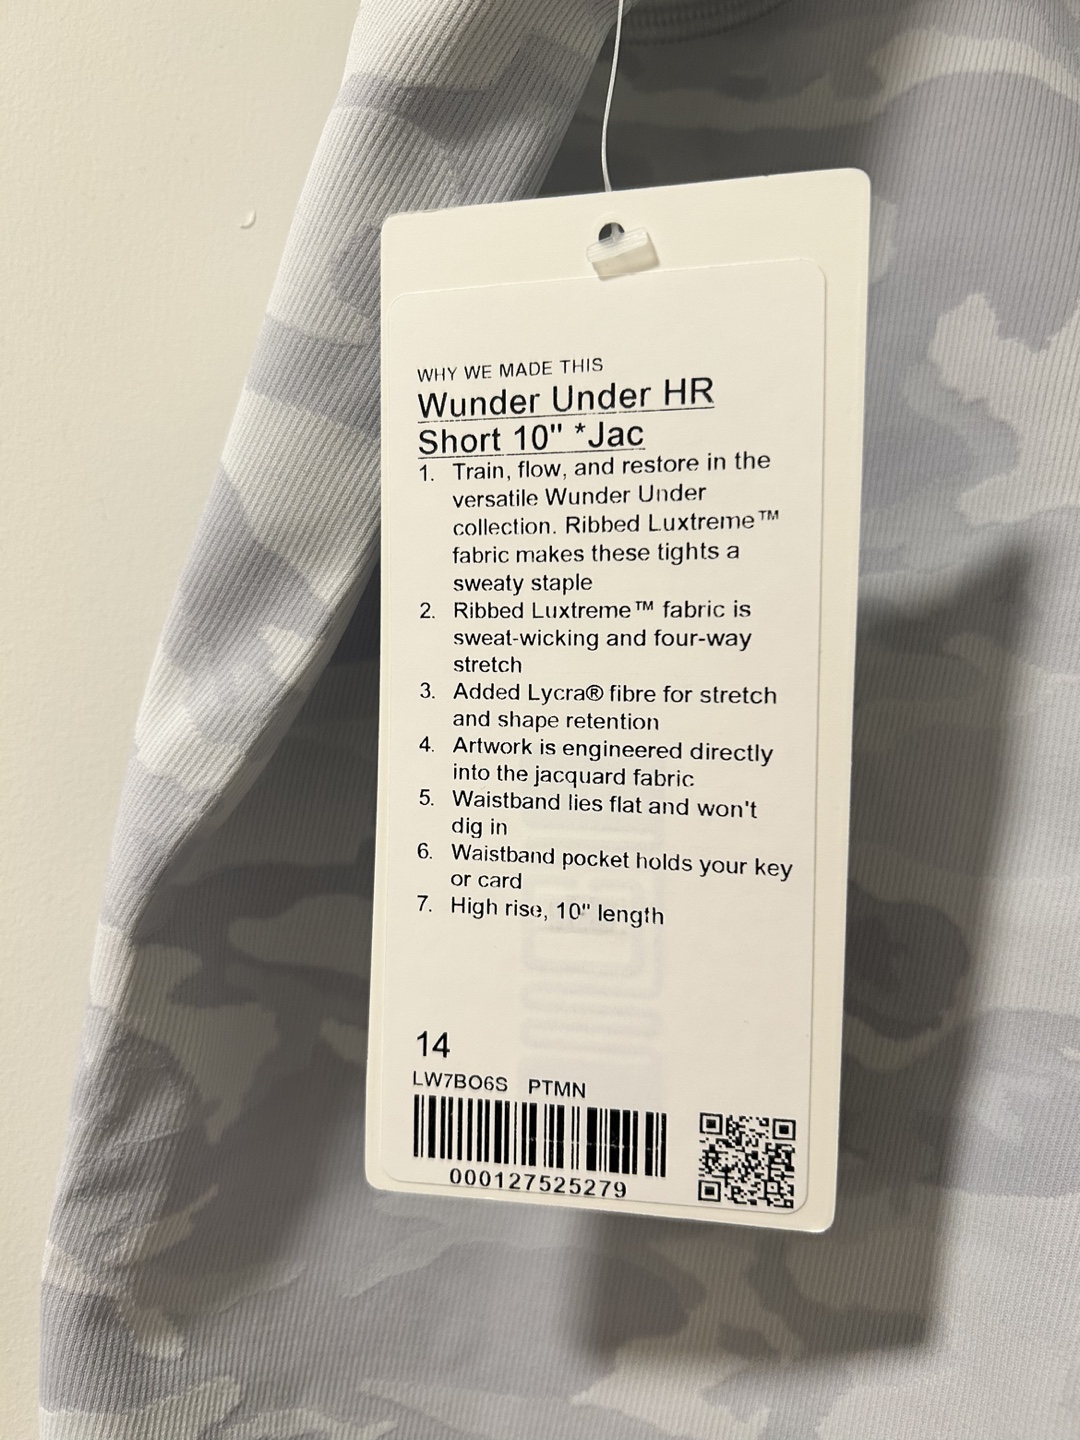 WHY WE MADE THIS
Wunder Under HR
Short 10" *Jac
1. Train, flow, and restore in the
versatile Wunder Under
collection. Ribbed Luxtreme™
fabric makes these tights a
sweaty staple
2. Ribbed Luxtreme™ fabric is
sweat-wicking and four-way
stretch
3. Added Lycra® fibre for stretch
and shape retention
4. Artwork is engineered directly
into the jacquard fabric
5. Waistband lies flat and won't
dig in
6. Waistband pocket holds your key
or card
7. High rise, 10" length
14
LW7BO6S PTMN
000127525279